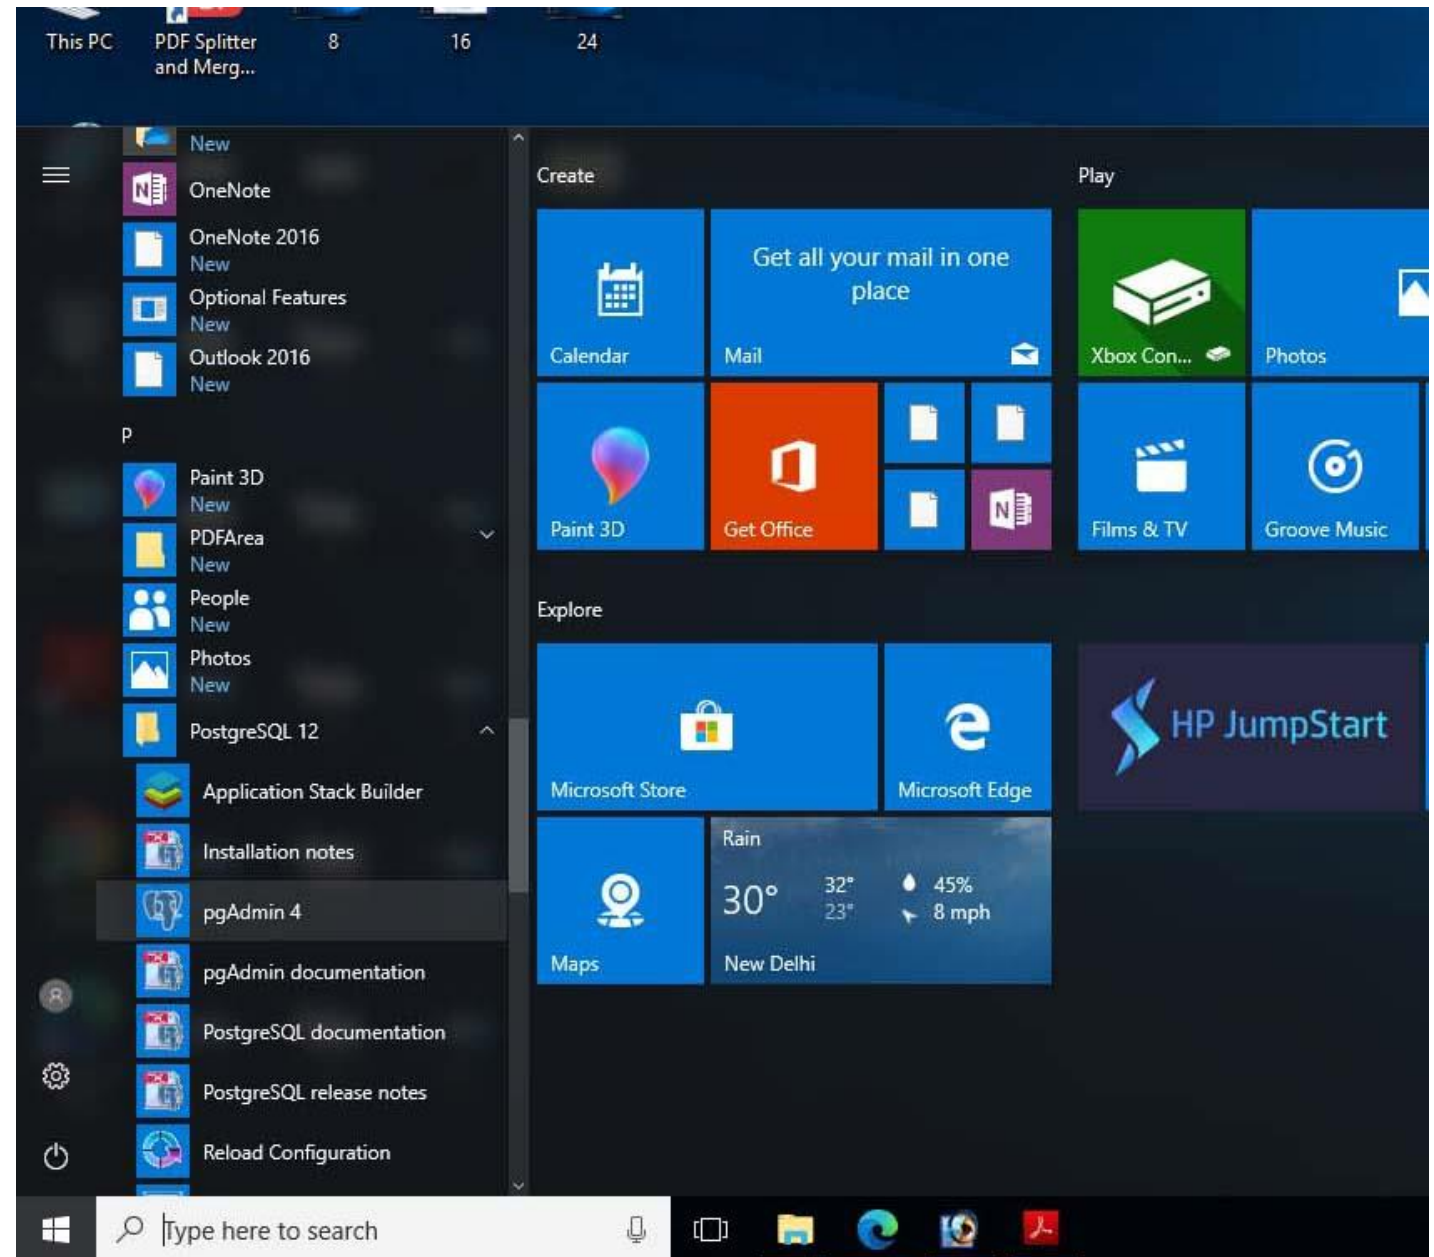 This PC
PDF Splitter
and Merg...
8
16
24
New
OneNote
OneNote 2016
New
Optional Features
New
Outlook 2016
New
P
Paint 3D
New
PDFArea
New
People
New
Photos
New
PostgreSQL 12
Application Stack Builder
Installation notes
pgAdmin 4
pgAdmin documentation
PostgreSQL documentation
PostgreSQL release notes
Reload Configuration
Create
Calendar
Get all your mail in one
place
Mail
Paint 3D
Get Office
Explore
Microsoft Store
Microsoft Edge
Maps
Rain
30°
32°
23°
45%
8 mph
New Delhi
Play
Xbox Con...
Photos
Films & TV
Groove Music
HP JumpStart
Type here to search